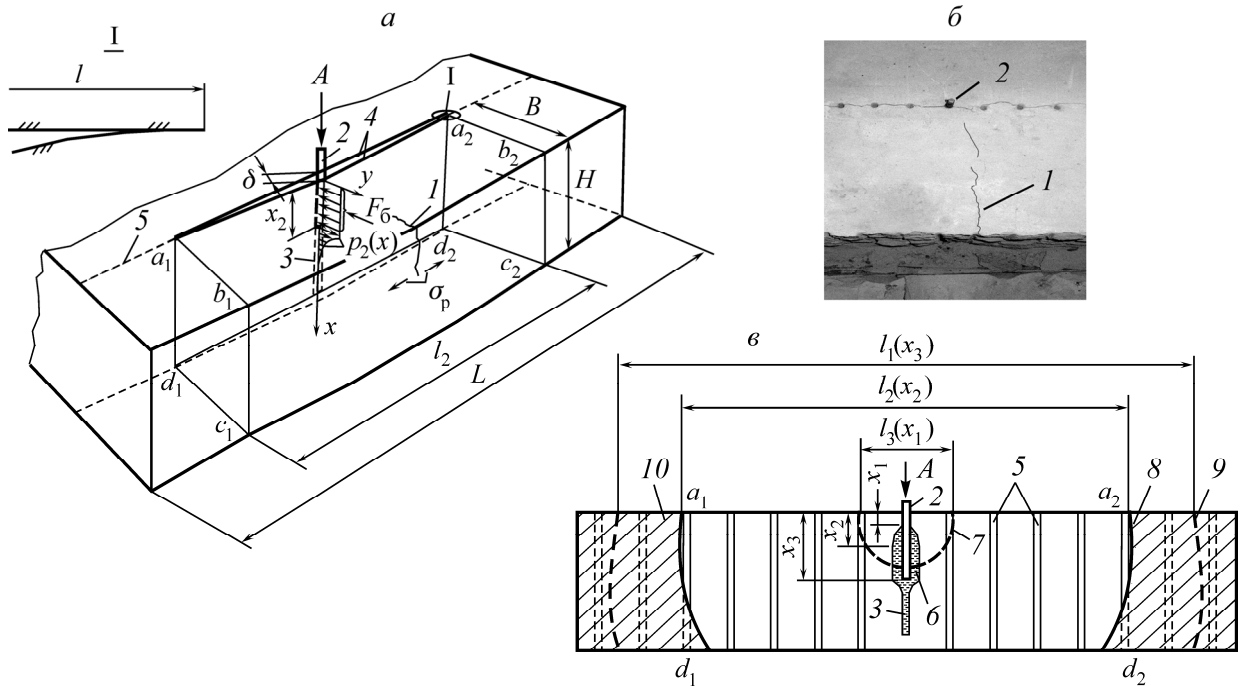 а
I
l
A
2
4
I
B
a₂
b₂
H
δ
y
x₂
F_б
1
5
p₂(x)
a₁
3
d₂
c₂
b₁
σ_р
x
l₂
L
d₁
c₁
б
2
1
в
l₁(x₃)
l₂(x₂)
l₃(x₁)
10
a₁
x₁
A
2
5
a₂
8
9
x₂
x₃
7
3
6
d₁
d₂